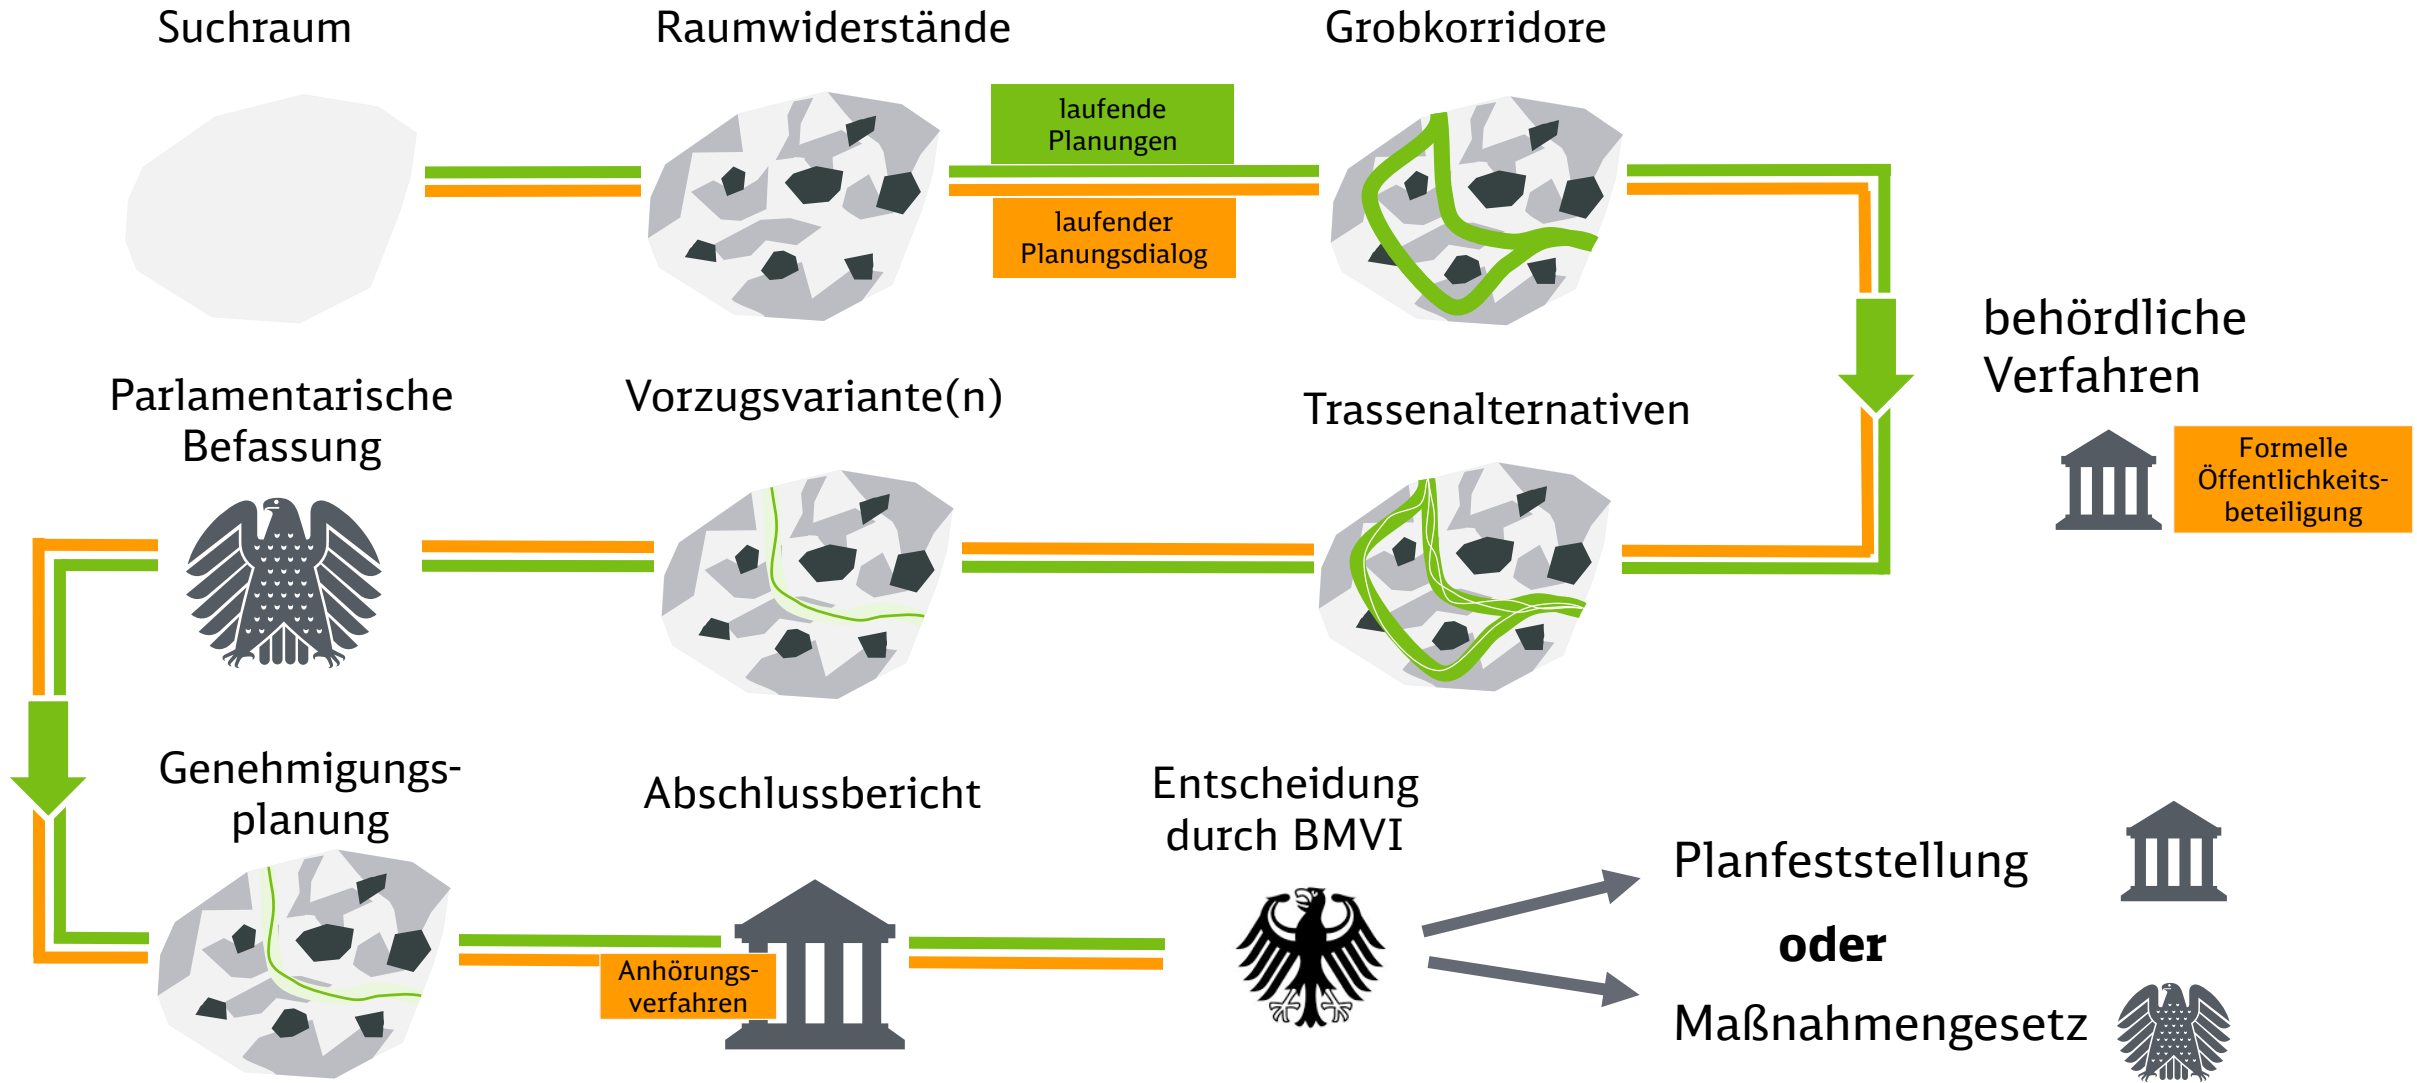 Suchraum
Raumwiderstände
Grobkorridore
laufende
Planungen
laufender
Planungsdialog
behördliche
Verfahren
Formelle
Öffentlichkeits-
beteiligung
Parlamentarische
Befassung
Vorzugsvariante(n)
Trassenalternativen
Genehmigungs-
planung
Abschlussbericht
Anhörungs-
verfahren
Entscheidung
durch BMVI
Planfeststellung
oder
Maßnahmengesetz